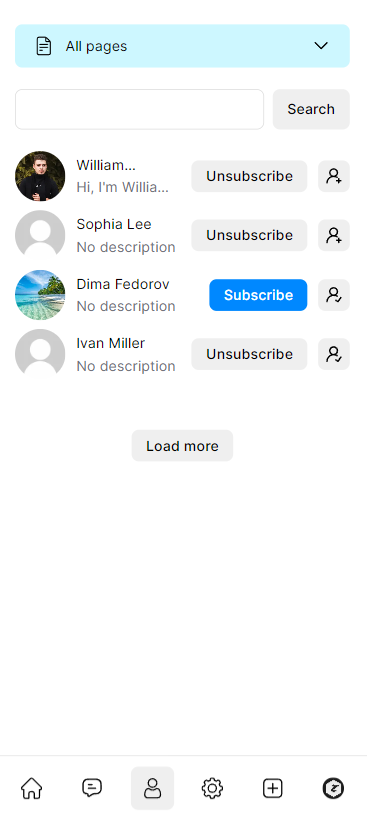 All pages
Search
William...
Hi, I'm Willia...
Unsubscribe
Sophia Lee
No description
Unsubscribe
Dima Fedorov
No description
Subscribe
Ivan Miller
No description
Unsubscribe
Load more